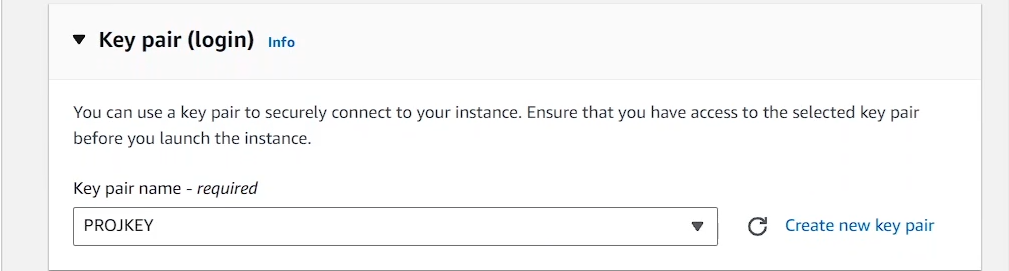 Key pair (login) Info
You can use a key pair to securely connect to your instance. Ensure that you have access to the selected key pair
before you launch the instance.
Key pair name - required
PROJKEY
Create new key pair